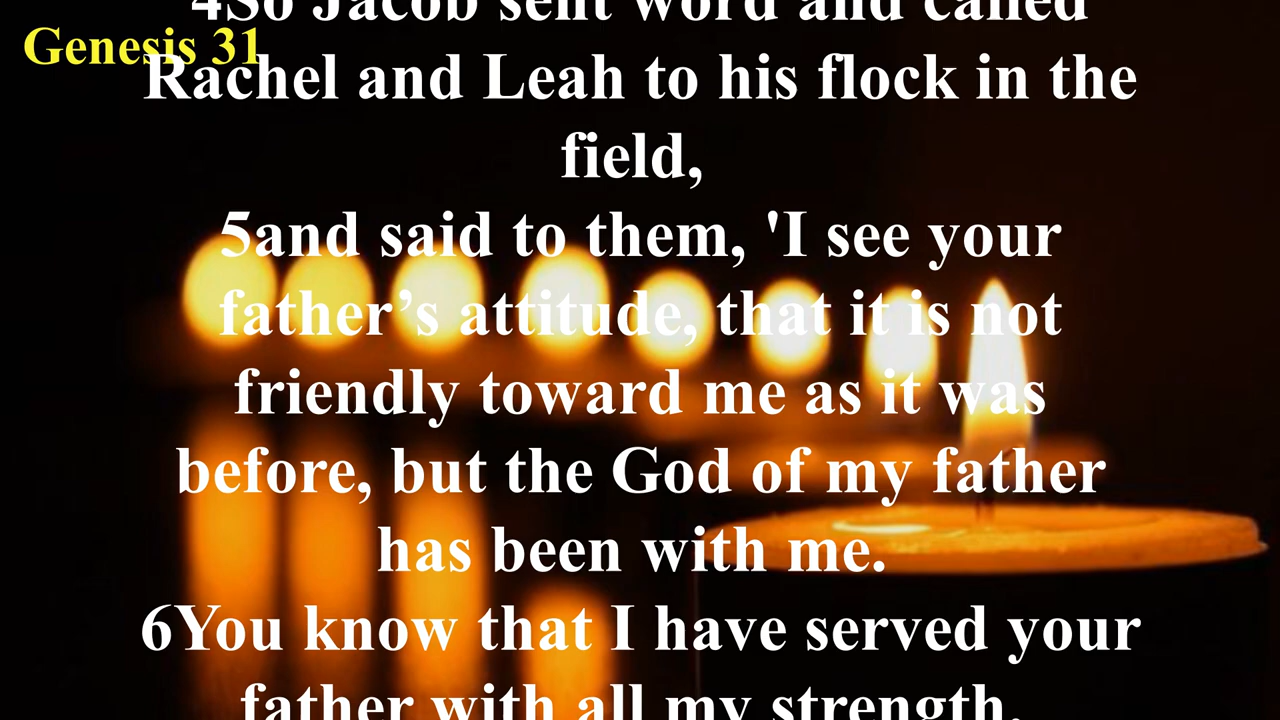 Genesis 31
4So Jacob sent word and called
Rachel and Leah to his flock in the
field,
5and said to them, 'I see your
father’s attitude, that it is not
friendly toward me as it was
before, but the God of my father
has been with me.
6You know that I have served your
father with all my strength.